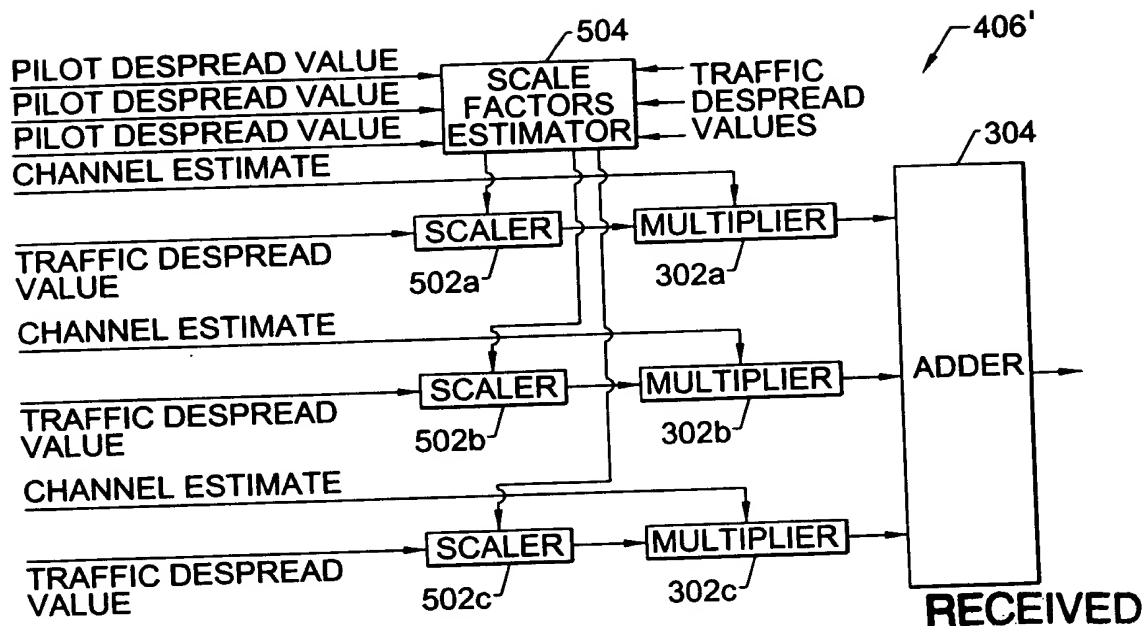 504
406'
PILOT DESPREAD VALUE
PILOT DESPREAD VALUE
PILOT DESPREAD VALUE
SCALE
FACTORS
ESTIMATOR
TRAFFIC
DESPREAD
VALUES
304
CHANNEL ESTIMATE
SCALER
MULTIPLIER
TRAFFIC DESPREAD
VALUE
502a
302a
CHANNEL ESTIMATE
SCALER
MULTIPLIER
ADDER
TRAFFIC DESPREAD
VALUE
502b
302b
CHANNEL ESTIMATE
SCALER
MULTIPLIER
TRAFFIC DESPREAD
VALUE
502c
302c
RECEIVED